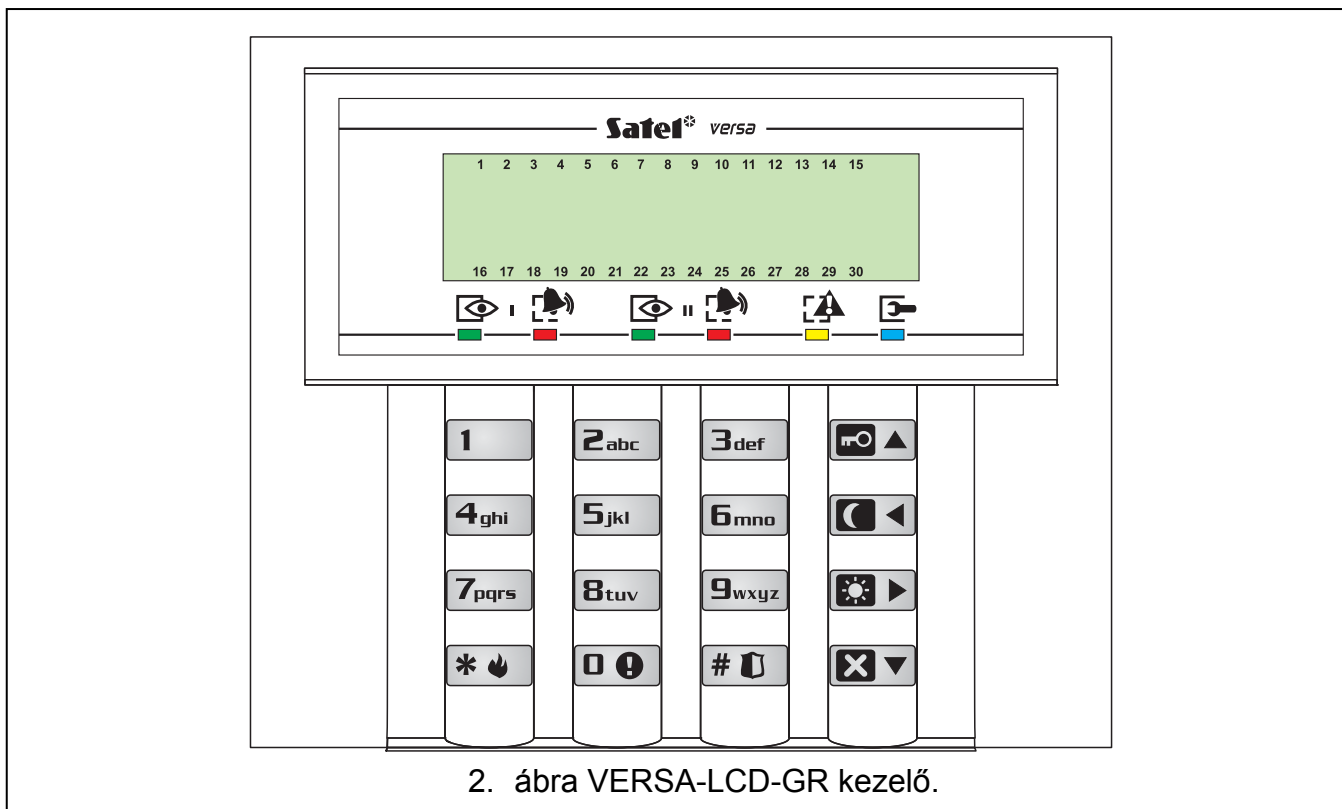 Satel versa
1 2 3 4 5 6 7 8 9 10 11 12 13 14 15
16 17 18 19 20 21 22 23 24 25 26 27 28 29 30
I II
1 2abc 3def
4ghi 5jkl 6mno
7pqrs 8tuv 9wxyz
* 0 #
2. ábra VERSA-LCD-GR kezelő.